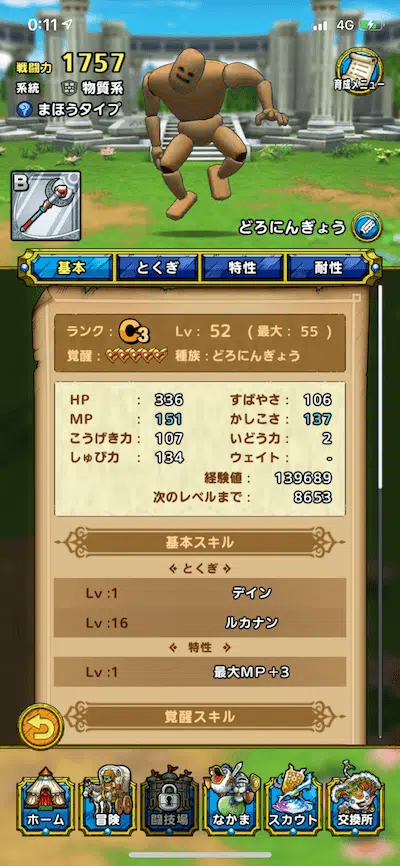 0:11 4G
戦闘力 1757
系統 物質系
? まほうタイプ
育成メニュー
B
どろにんぎょう
基本 とくぎ 特性 耐性
ランク : C3 Lv : 52 ( 最大 : 55 )
覚醒 : 種族 : どろにんぎょう
HP : 336 すばやさ : 106
MP : 151 かしこさ : 137
こうげき力 : 107 いどう力 : 2
しゅび力 : 134 ウェイト : -
経験値 : 139689
次のレベルまで : 8653
基本スキル
とくぎ
Lv :1 デイン
Lv :16 ルカナン
特性
Lv :1 最大MP+3
覚醒スキル
ホーム 冒険 闘技場 なかま スカウト 交換所